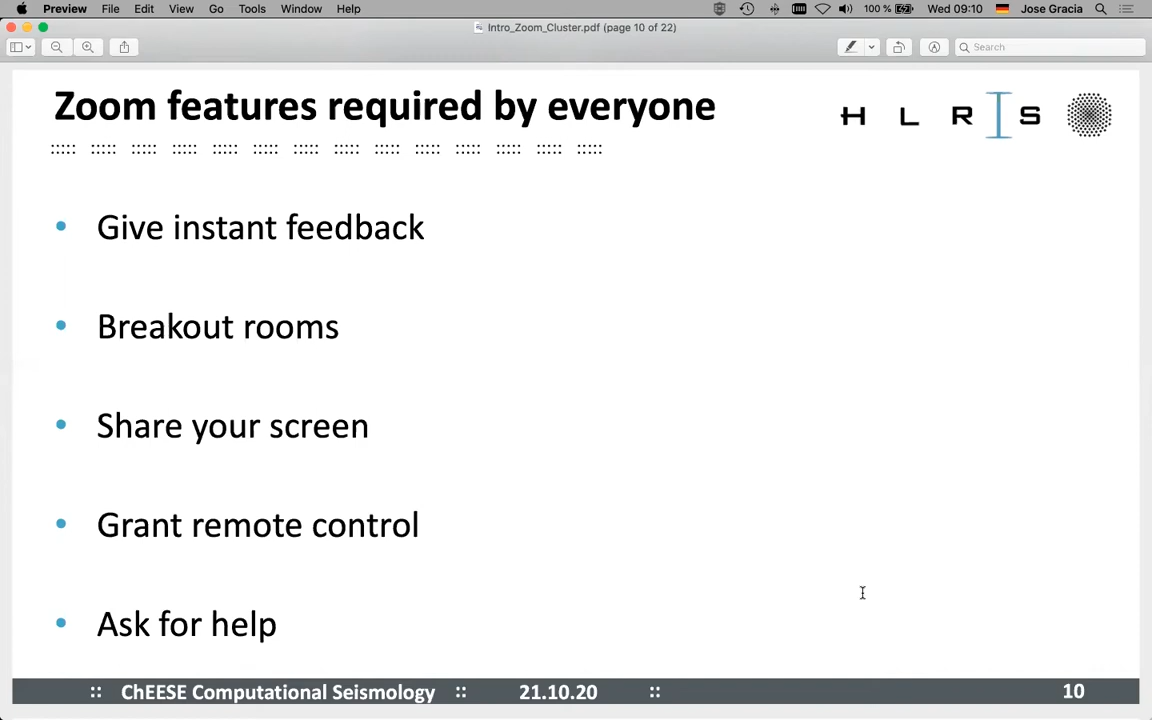 Preview File Edit View Go Tools Window Help 100 % Wed 09:10 Jose Gracia
Intro_Zoom_Cluster.pdf (page 10 of 22)
Search
Zoom features required by everyone
H L R I S
• Give instant feedback
• Breakout rooms
• Share your screen
• Grant remote control
• Ask for help
:: ChEESE Computational Seismology :: 21.10.20 :: 10